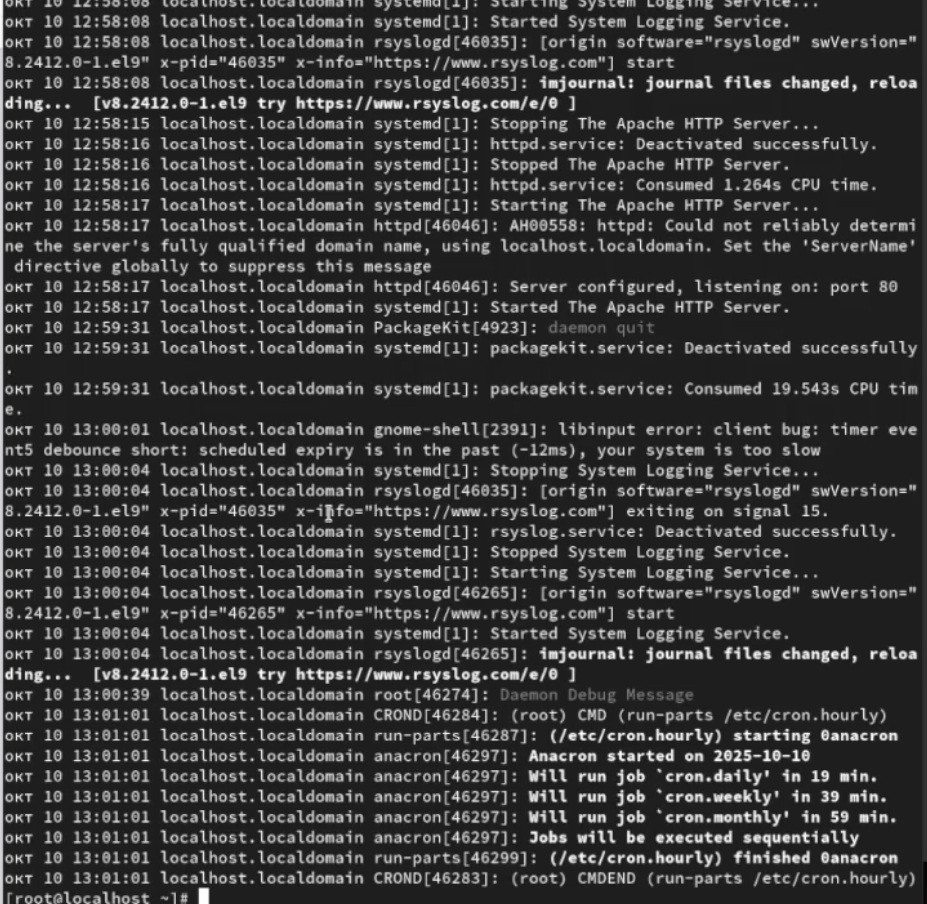 окт 10 12:58:08 localhost.localdomain systemd[1]: Starting System Logging Service...
окт 10 12:58:08 localhost.localdomain systemd[1]: Started System Logging Service.
окт 10 12:58:08 localhost.localdomain rsyslogd[46035]: [origin software="rsyslogd" swVersion="
8.2412.0-1.el9" x-pid="46035" x-info="https://www.rsyslog.com"] start
окт 10 12:58:08 localhost.localdomain rsyslogd[46035]: imjournal: journal files changed, reloa
ding...  [v8.2412.0-1.el9 try https://www.rsyslog.com/e/0 ]
окт 10 12:58:15 localhost.localdomain systemd[1]: Stopping The Apache HTTP Server...
окт 10 12:58:16 localhost.localdomain systemd[1]: httpd.service: Deactivated successfully.
окт 10 12:58:16 localhost.localdomain systemd[1]: Stopped The Apache HTTP Server.
окт 10 12:58:16 localhost.localdomain systemd[1]: httpd.service: Consumed 1.264s CPU time.
окт 10 12:58:17 localhost.localdomain systemd[1]: Starting The Apache HTTP Server...
окт 10 12:58:17 localhost.localdomain httpd[46046]: AH00558: httpd: Could not reliably determi
ne the server's fully qualified domain name, using localhost.localdomain. Set the 'ServerName'
 directive globally to suppress this message
окт 10 12:58:17 localhost.localdomain httpd[46046]: Server configured, listening on: port 80
окт 10 12:58:17 localhost.localdomain systemd[1]: Started The Apache HTTP Server.
окт 10 12:59:31 localhost.localdomain PackageKit[4923]: daemon quit
окт 10 12:59:31 localhost.localdomain systemd[1]: packagekit.service: Deactivated successfully
.
окт 10 12:59:31 localhost.localdomain systemd[1]: packagekit.service: Consumed 19.543s CPU tim
e.
окт 10 13:00:01 localhost.localdomain gnome-shell[2391]: libinput error: client bug: timer eve
nt5 debounce short: scheduled expiry is in the past (-12ms), your system is too slow
окт 10 13:00:04 localhost.localdomain systemd[1]: Stopping System Logging Service...
окт 10 13:00:04 localhost.localdomain rsyslogd[46035]: [origin software="rsyslogd" swVersion="
8.2412.0-1.el9" x-pid="46035" x-info="https://www.rsyslog.com"] exiting on signal 15.
окт 10 13:00:04 localhost.localdomain systemd[1]: rsyslog.service: Deactivated successfully.
окт 10 13:00:04 localhost.localdomain systemd[1]: Stopped System Logging Service.
окт 10 13:00:04 localhost.localdomain systemd[1]: Starting System Logging Service...
окт 10 13:00:04 localhost.localdomain rsyslogd[46265]: [origin software="rsyslogd" swVersion="
8.2412.0-1.el9" x-pid="46265" x-info="https://www.rsyslog.com"] start
окт 10 13:00:04 localhost.localdomain systemd[1]: Started System Logging Service.
окт 10 13:00:04 localhost.localdomain rsyslogd[46265]: imjournal: journal files changed, reloa
ding...  [v8.2412.0-1.el9 try https://www.rsyslog.com/e/0 ]
окт 10 13:00:39 localhost.localdomain root[46274]: Daemon Debug Message
окт 10 13:01:01 localhost.localdomain CROND[46284]: (root) CMD (run-parts /etc/cron.hourly)
окт 10 13:01:01 localhost.localdomain run-parts[46287]: (/etc/cron.hourly) starting 0anacron
окт 10 13:01:01 localhost.localdomain anacron[46297]: Anacron started on 2025-10-10
окт 10 13:01:01 localhost.localdomain anacron[46297]: Will run job `cron.daily' in 19 min.
окт 10 13:01:01 localhost.localdomain anacron[46297]: Will run job `cron.weekly' in 39 min.
окт 10 13:01:01 localhost.localdomain anacron[46297]: Will run job `cron.monthly' in 59 min.
окт 10 13:01:01 localhost.localdomain anacron[46297]: Jobs will be executed sequentially
окт 10 13:01:01 localhost.localdomain run-parts[46299]: (/etc/cron.hourly) finished 0anacron
окт 10 13:01:01 localhost.localdomain CROND[46283]: (root) CMDEND (run-parts /etc/cron.hourly)
[root@localhost ~]#